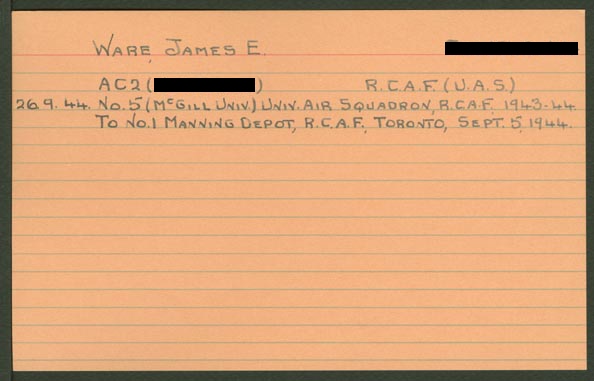 WARE, JAMES E.
AC2 ( ) R.C.A.F. (U.A.S.)
26.9.44. NO.5 (McGILL UNIV.) UNIV. AIR SQUADRON, R.C.A.F. 1943-44.
TO NO.1 MANNING DEPOT, R.C.A.F., TORONTO, SEPT. 5, 1944.